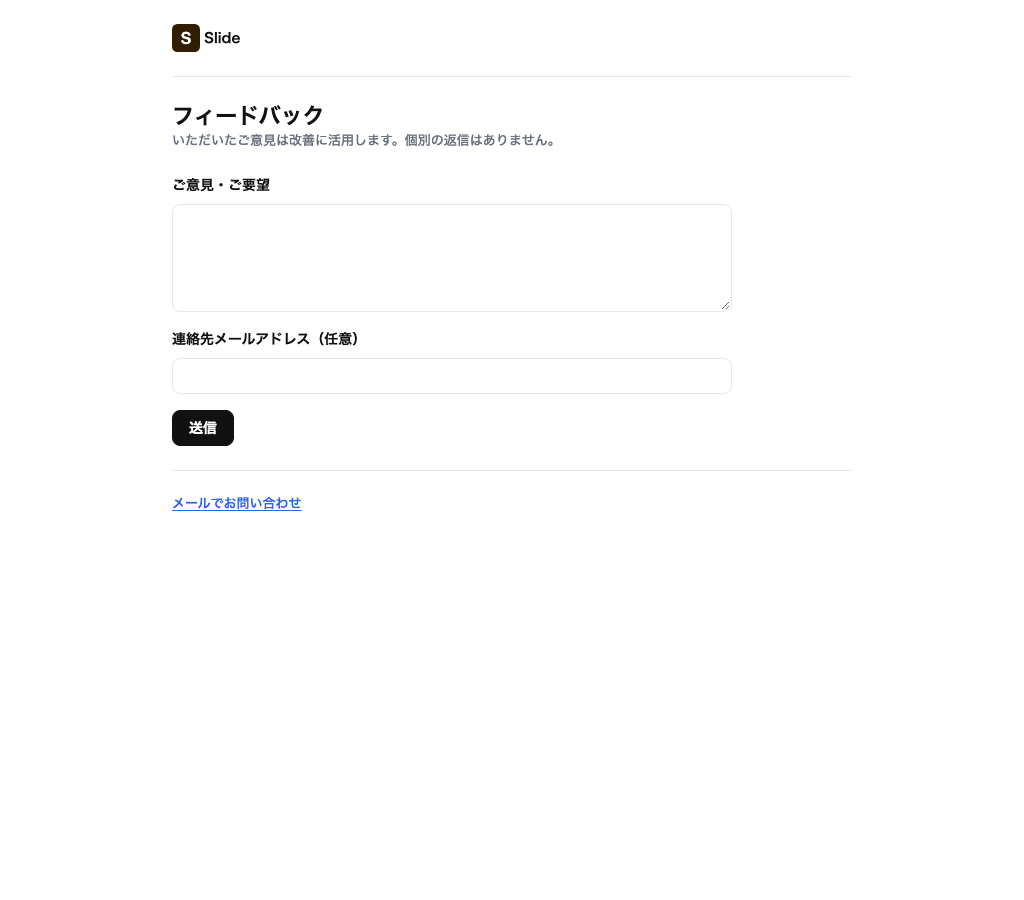 S Slide
フィードバック
いただいたご意見は改善に活用します。個別の返信はありません。
ご意見・ご要望
連絡先メールアドレス（任意）
送信
メールでお問い合わせ